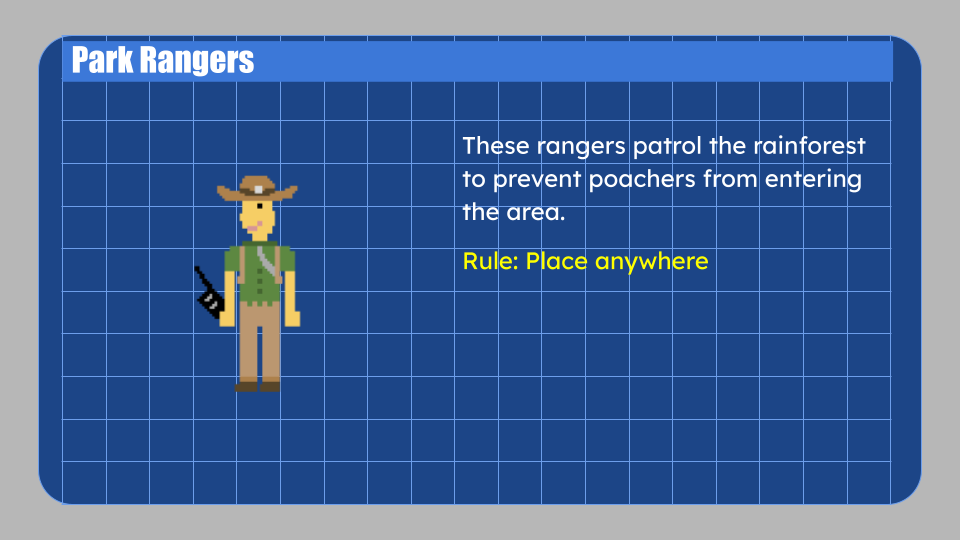 Park Rangers
These rangers patrol the rainforest
to prevent poachers from entering
the area.
Rule: Place anywhere